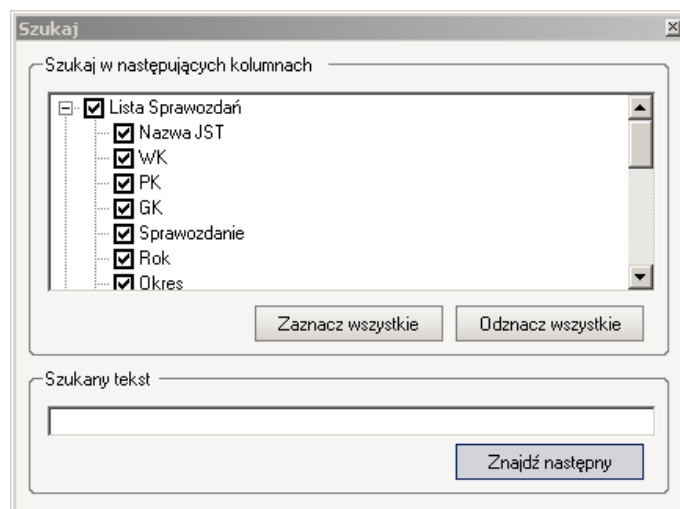 Szukaj
Szukaj w następujących kolumnach
Lista Sprawozdań
Nazwa JST
WK
PK
GK
Sprawozdanie
Rok
Okres
Zaznacz wszystkie Odznacz wszystkie
Szukany tekst
Znajdź następny